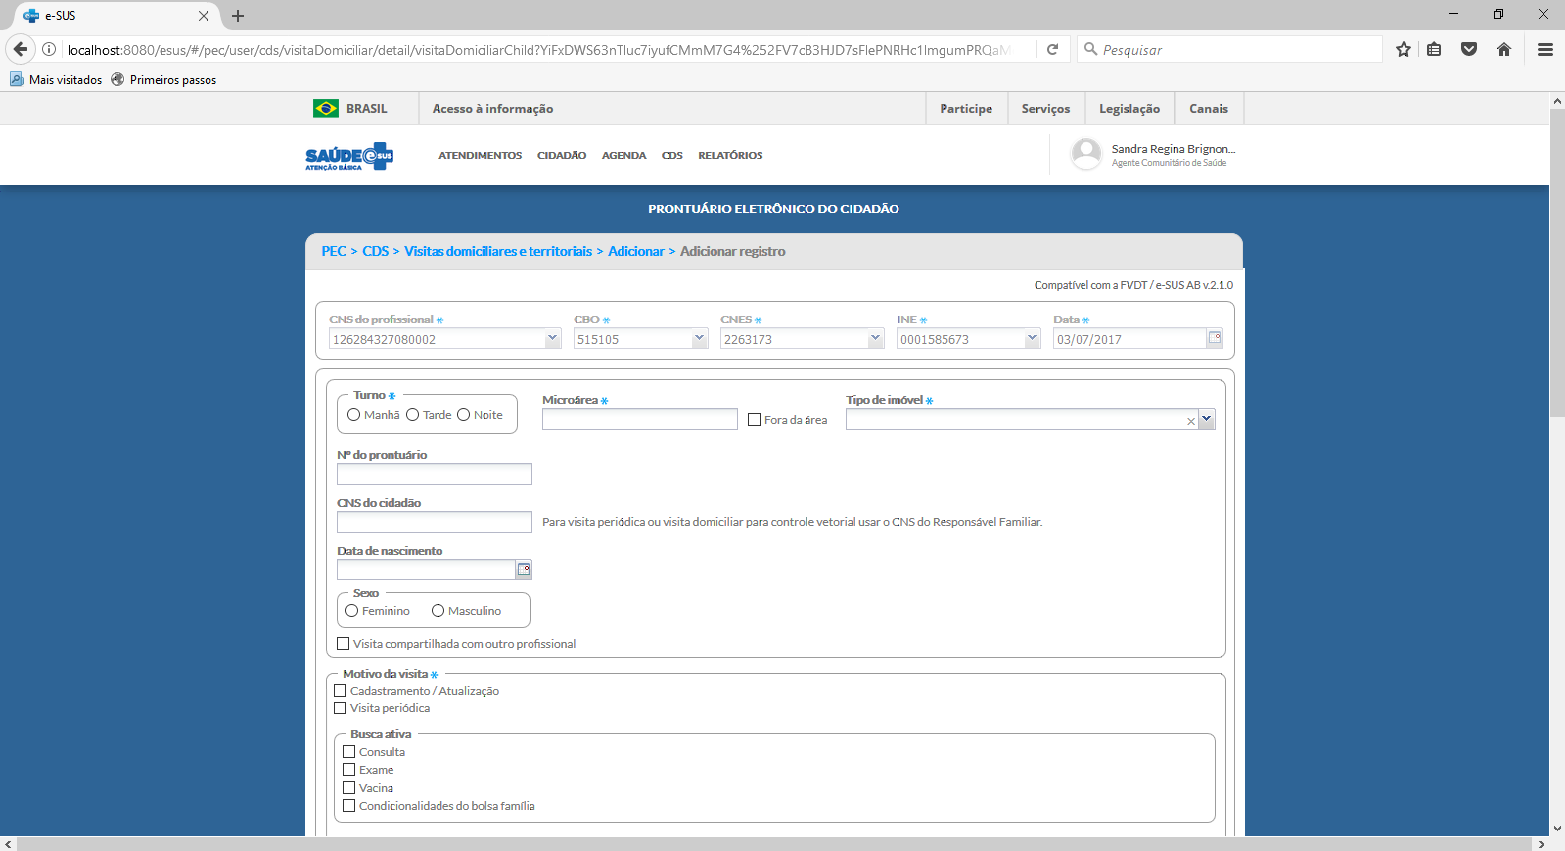 e-SUS
localhost:8080/esus/#/pec/user/cds/visitaDomiciliar/detail/visitaDomiciliarChild?
Pesquisar
Mais visitados Primeiros passos
BRASIL Acesso à informação Participe Serviços Legislação Canais
SAÚDE e-SUS
ATENÇÃO BÁSICA
ATENDIMENTOS CIDADÃO AGENDA CDS RELATÓRIOS
Sandra Regina Brignon...
Agente Comunitário de Saúde
PRONTUÁRIO ELETRÔNICO DO CIDADÃO
PEC > CDS > Visitas domiciliares e territoriais > Adicionar > Adicionar registro
Compatível com a FVDT / e-SUS AB v.2.1.0
CNS do profissional * CBO * CNES * INE * Data *
126284327080002 515105 2263173 0001585673 03/07/2017
Turno * Microárea * Tipo de imóvel *
Manhã Tarde Noite Fora da área
Nº do prontuário
CNS do cidadão
Para visita periódica ou visita domiciliar para controle vetorial usar o CNS do Responsável Familiar.
Data de nascimento
Sexo
Feminino Masculino
Visita compartilhada com outro profissional
Motivo da visita *
Cadastramento / Atualização
Visita periódica
Busca ativa
Consulta
Exame
Vacina
Condicionalidades do bolsa família